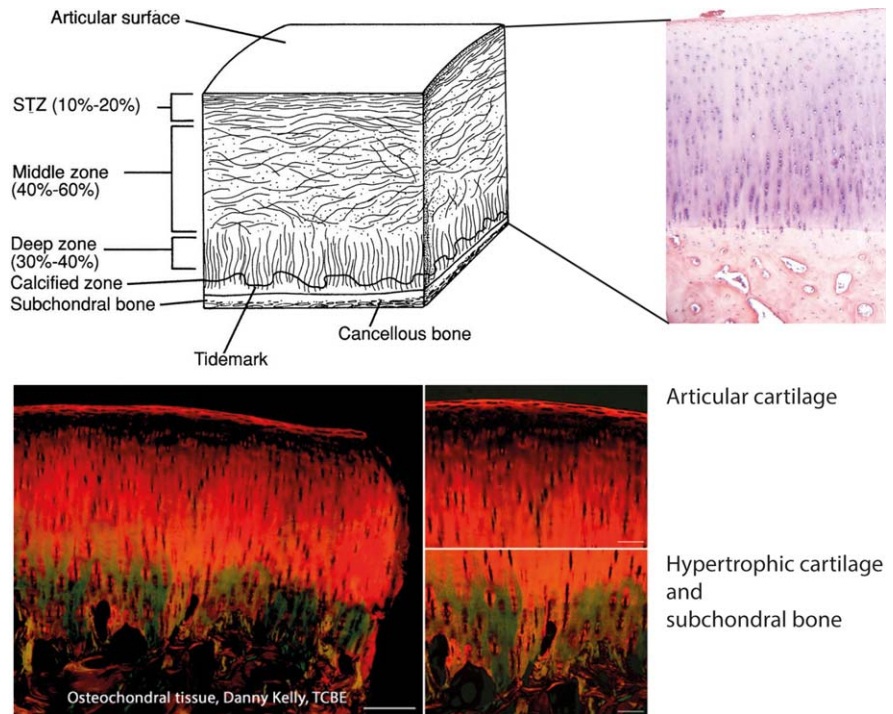 Articular surface
STZ (10%-20%)
Middle zone
(40%-60%)
Deep zone
(30%-40%)
Calcified zone
Subchondral bone
Cancellous bone
Tidemark
Articular cartilage
Hypertrophic cartilage
and
subchondral bone
Osteochondral tissue, Danny Kelly, TCBE